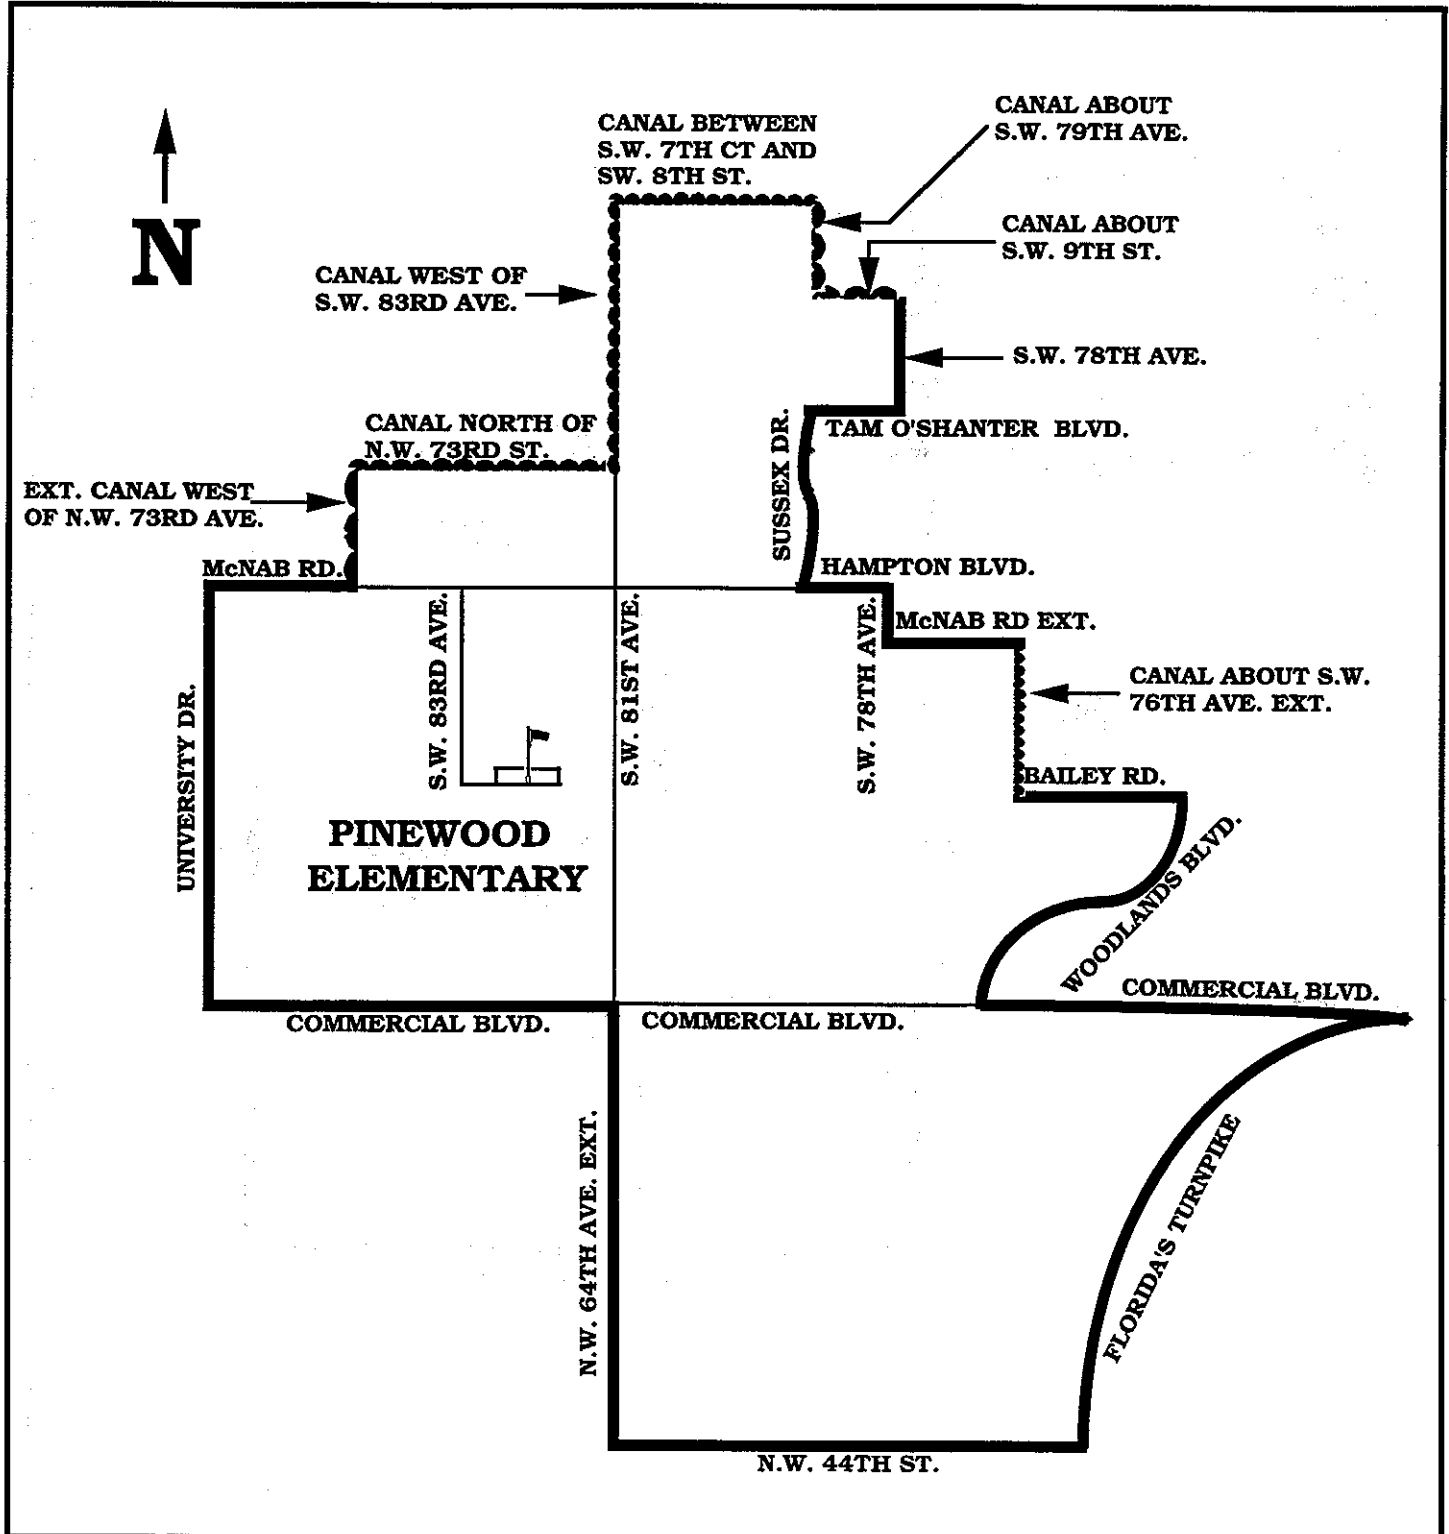 CANAL ABOUT
S.W. 79TH AVE.
CANAL BETWEEN
S.W. 7TH CT AND
SW. 8TH ST.
N
CANAL ABOUT
S.W. 9TH ST.
CANAL WEST OF
S.W. 83RD AVE.
S.W. 78TH AVE.
CANAL NORTH OF
N.W. 73RD ST.
SUSSEX DR.
TAM O'SHANTER BLVD.
EXT. CANAL WEST
OF N.W. 73RD AVE.
McNAB RD.
HAMPTON BLVD.
S.W. 83RD AVE.
S.W. 81ST AVE.
S.W. 78TH AVE.
McNAB RD EXT.
CANAL ABOUT S.W.
76TH AVE. EXT.
UNIVERSITY DR.
BAILEY RD.
PINEWOOD
ELEMENTARY
WOODLANDS BLVD.
COMMERCIAL BLVD.
COMMERCIAL BLVD.
COMMERCIAL BLVD.
N.W. 64TH AVE. EXT.
FLORIDA'S TURNPIKE
N.W. 44TH ST.